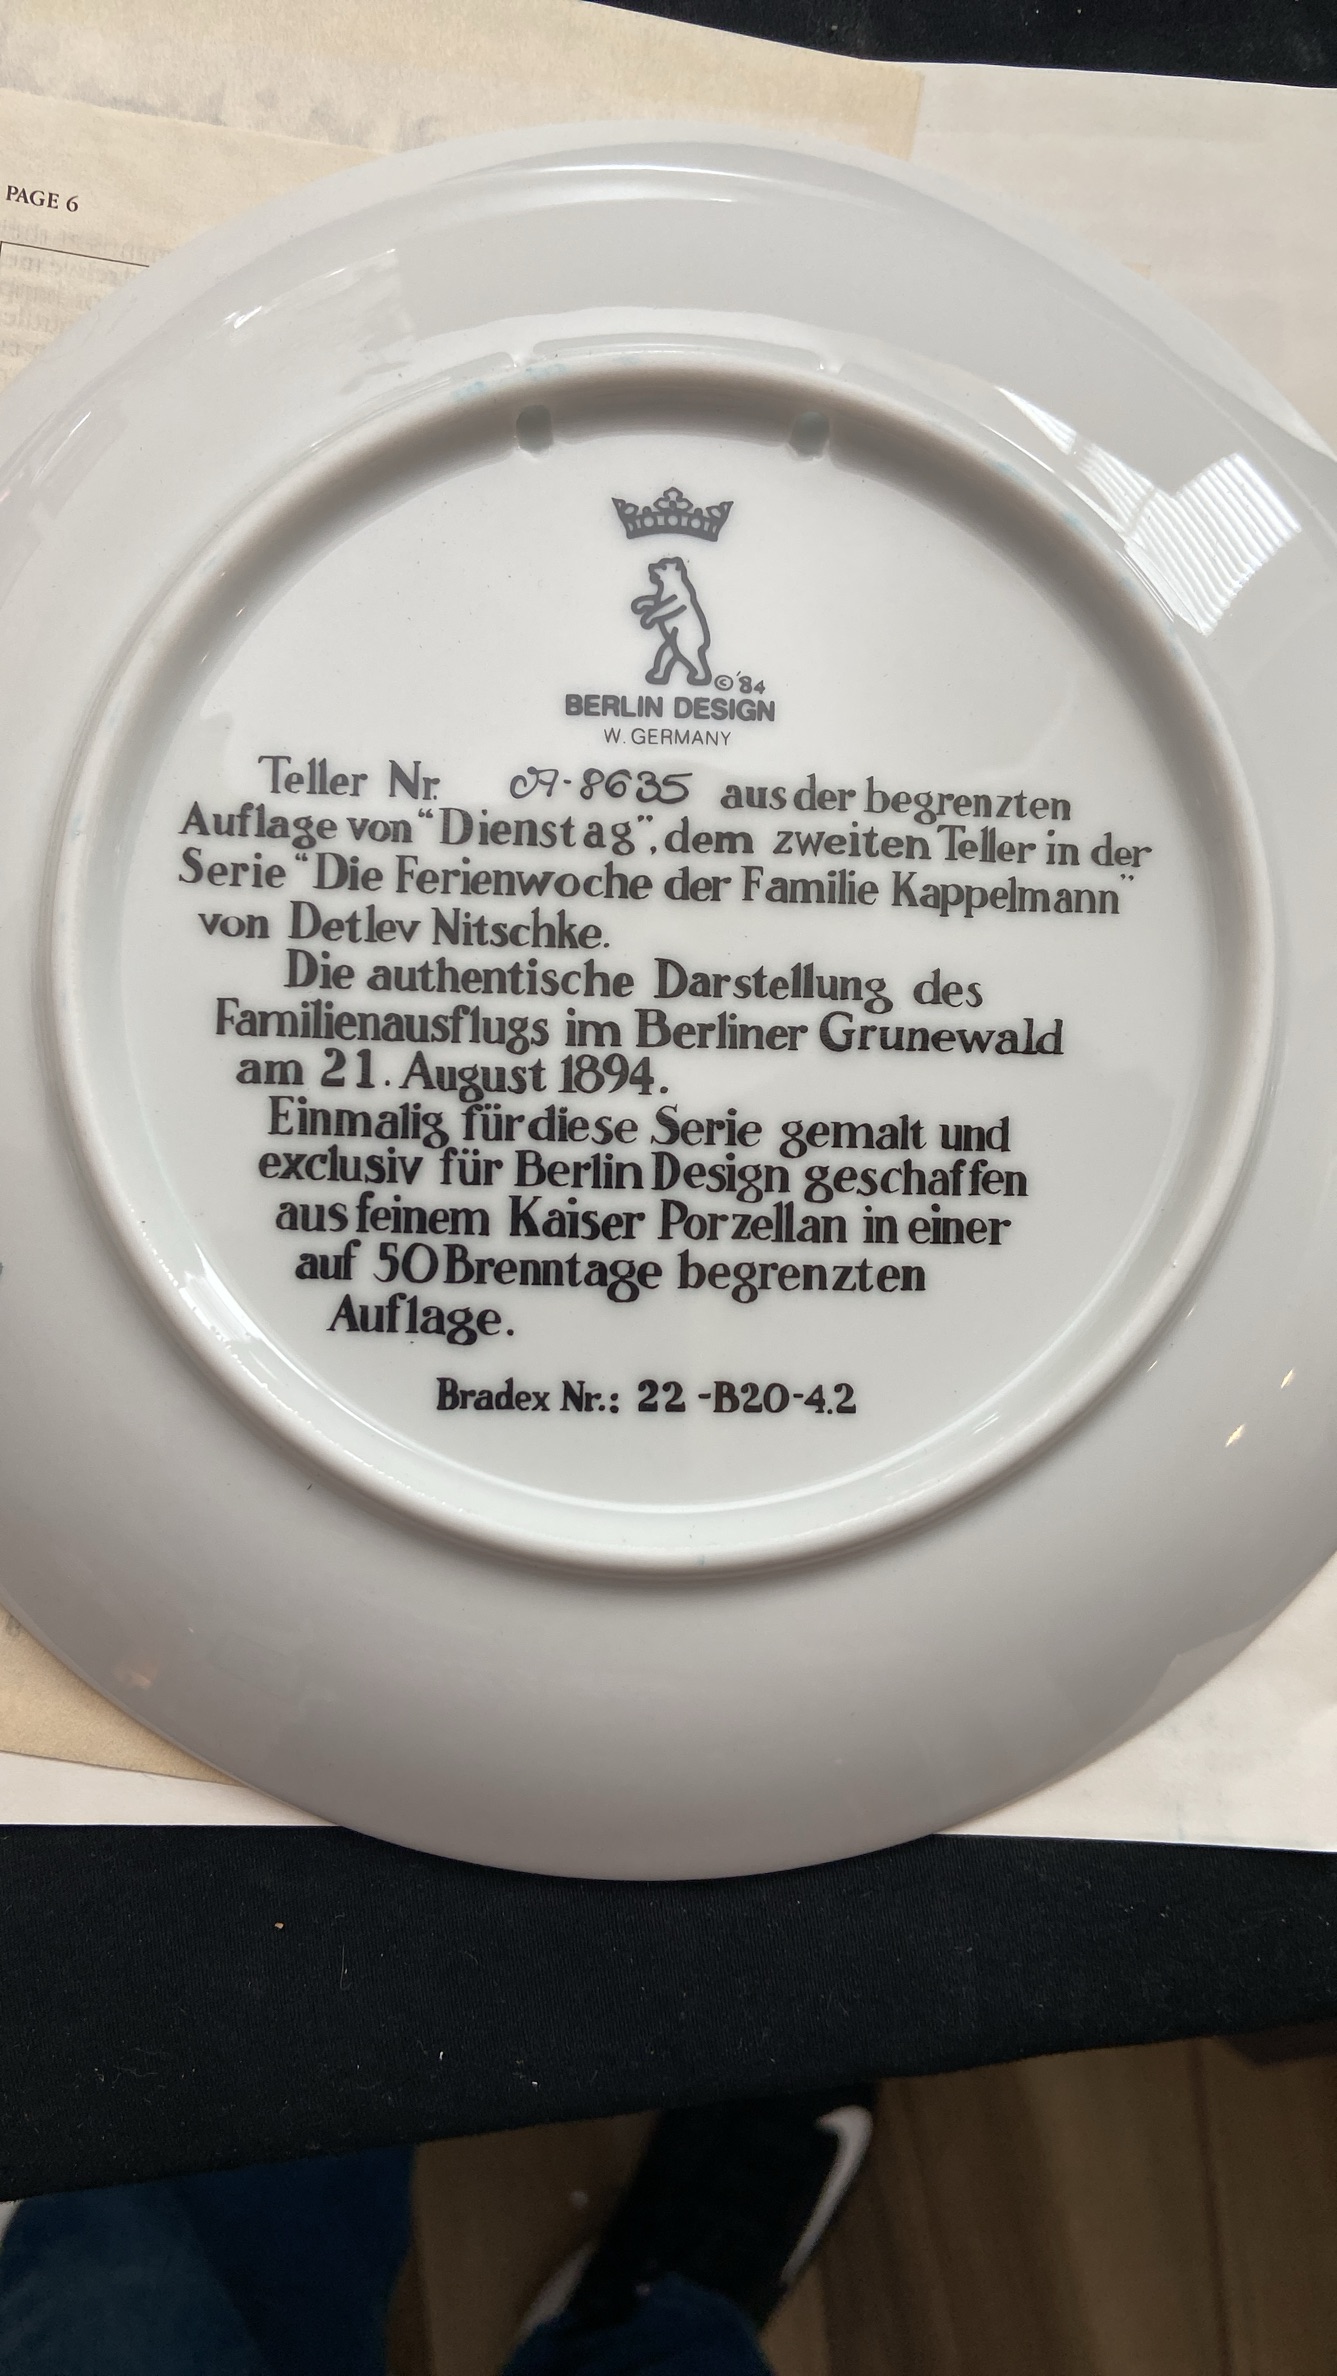 PAGE 6
©'84
BERLIN DESIGN
W. GERMANY
Teller Nr. A-8635 aus der begrenzten
Auflage von "Dienstag", dem zweiten Teller in der
Serie "Die Ferienwoche der Familie Kappelmann"
von Detlev Nitschke.
Die authentische Darstellung des
Familienausflugs im Berliner Grunewald
am 21. August 1894.
Einmalig für diese Serie gemalt und
exclusiv für Berlin Design geschaffen
aus feinem Kaiser Porzellan in einer
auf 50 Brenntage begrenzten
Auflage.
Bradex Nr.: 22-B20-4.2